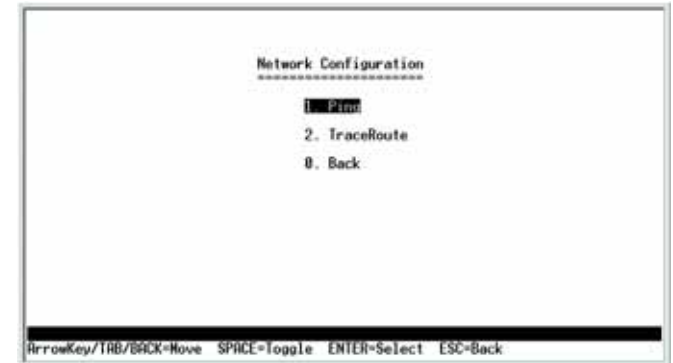 Network Configuration
======================
1. Ping
2. TraceRoute
0. Back
ArrowKey/TAB/BACK=Move SPACE=Toggle ENTER=Select ESC=Back